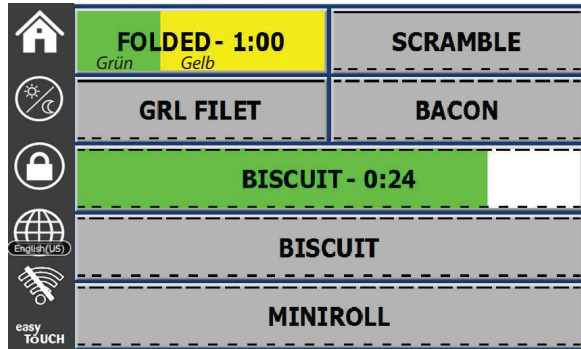 FOLDED - 1:00
Grün Gelb
SCRAMBLE
GRL FILET
BACON
BISCUIT - 0:24
BISCUIT
MINIROLL
English(US)
easy
TOUCH